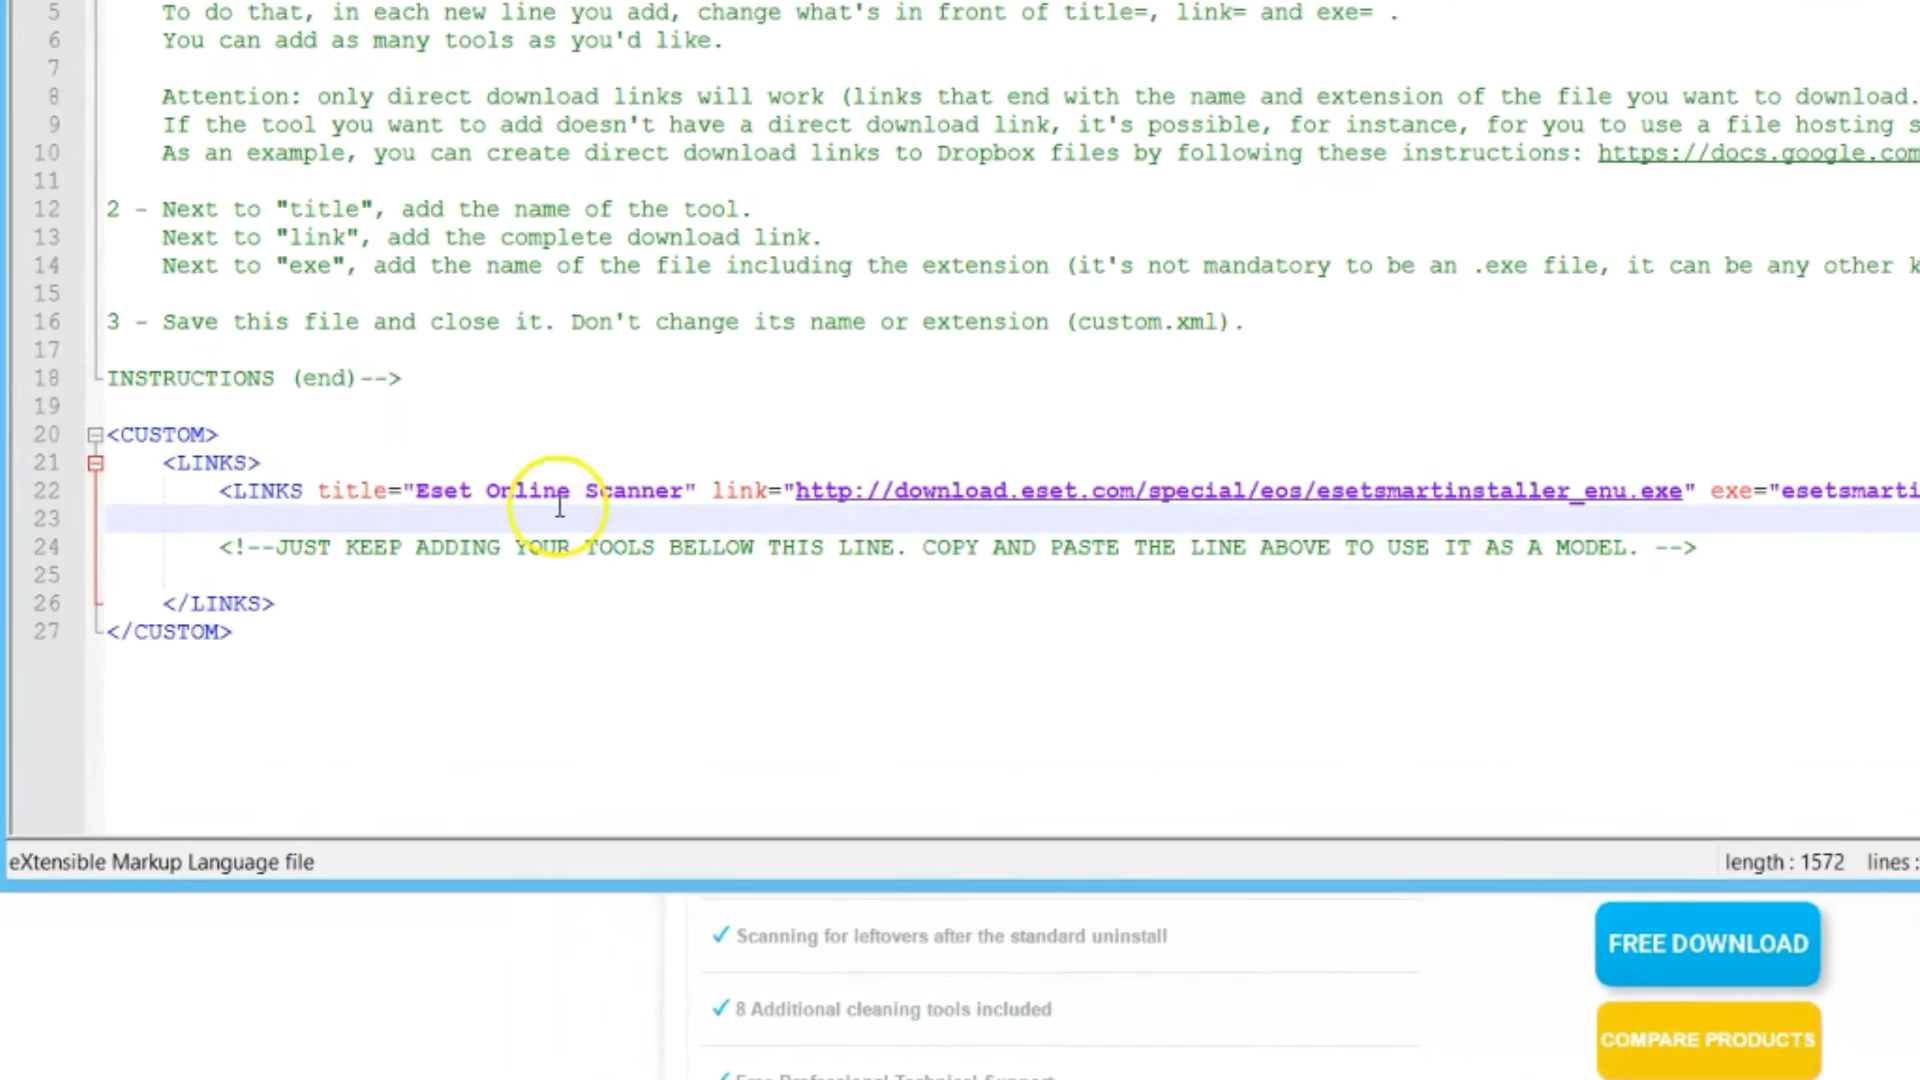 5 To do that, in each new line you add, change what's in front of title=, link= and exe= .
6 You can add as many tools as you'd like.
7
8 Attention: only direct download links will work (links that end with the name and extension of the file you want to download.
9 If the tool you want to add doesn't have a direct download link, it's possible, for instance, for you to use a file hosting s
10 As an example, you can create direct download links to Dropbox files by following these instructions: https://docs.google.com
11
12 2 - Next to "title", add the name of the tool.
13 Next to "link", add the complete download link.
14 Next to "exe", add the name of the file including the extension (it's not mandatory to be an .exe file, it can be any other k
15
16 3 - Save this file and close it. Don't change its name or extension (custom.xml).
17
18 INSTRUCTIONS (end)-->
19
20 <CUSTOM>
21 <LINKS>
22 <LINKS title="Eset Online Scanner" link="http://download.eset.com/special/eos/esetsmartinstaller_enu.exe" exe="esetsmarti
23
24 <!--JUST KEEP ADDING YOUR TOOLS BELLOW THIS LINE. COPY AND PASTE THE LINE ABOVE TO USE IT AS A MODEL. -->
25
26 </LINKS>
27 </CUSTOM>
eXtensible Markup Language file length : 1572 lines :
Scanning for leftovers after the standard uninstall
FREE DOWNLOAD
8 Additional cleaning tools included
COMPARE PRODUCTS
Free Professional Technical Support